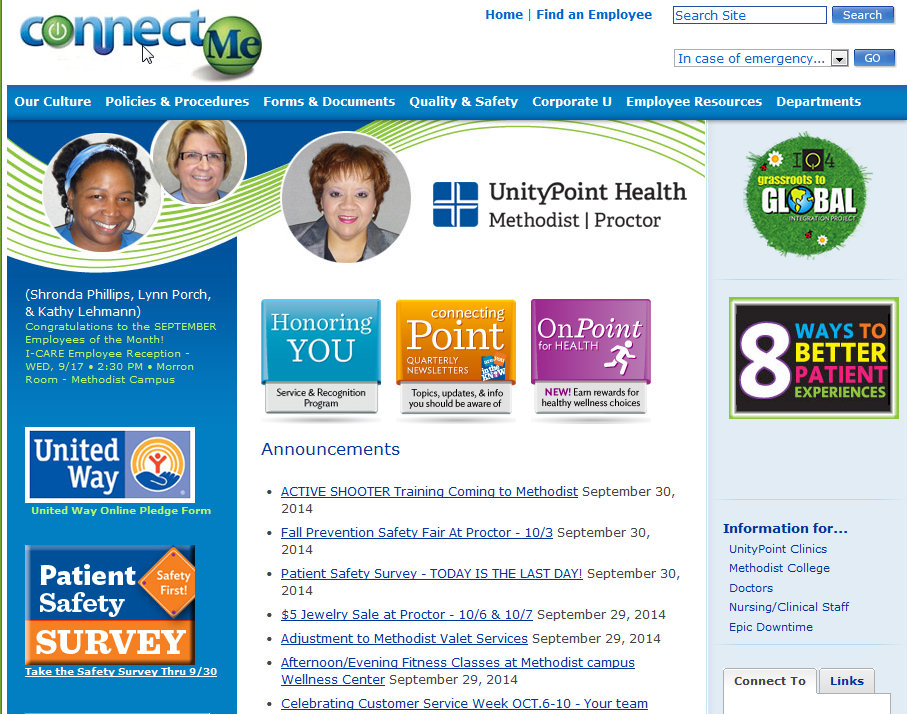 connect Me
Home | Find an Employee
Search Site
Search
In case of emergency...
GO
Our Culture Policies & Procedures Forms & Documents Quality & Safety Corporate U Employee Resources Departments
UnityPoint Health
Methodist | Proctor
(Shronda Phillips, Lynn Porch,
& Kathy Lehmann)
Congratulations to the SEPTEMBER
Employees of the Month!
I-CARE Employee Reception -
WED, 9/17 • 2:30 PM • Morron
Room - Methodist Campus
United
Way
United Way Online Pledge Form
Patient
Safety
Safety
First!
SURVEY
Take the Safety Survey Thru 9/30
Honoring
YOU
Service & Recognition
Program
connecting
Point
QUARTERLY
NEWSLETTERS
in the
KNOW
Topics, updates, & info
you should be aware of
OnPoint
for HEALTH
NEW! Earn rewards for
healthy wellness choices
Announcements
• ACTIVE SHOOTER Training Coming to Methodist September 30,
2014
• Fall Prevention Safety Fair At Proctor - 10/3 September 30,
2014
• Patient Safety Survey - TODAY IS THE LAST DAY! September 30,
2014
• $5 Jewelry Sale at Proctor - 10/6 & 10/7 September 29, 2014
• Adjustment to Methodist Valet Services September 29, 2014
• Afternoon/Evening Fitness Classes at Methodist campus
Wellness Center September 29, 2014
• Celebrating Customer Service Week OCT.6-10 - Your team
IQ4
grassroots to
GLOBAL
INTEGRATION PROJECT
8 WAYS TO
BETTER
PATIENT
EXPERIENCES
Information for...
UnityPoint Clinics
Methodist College
Doctors
Nursing/Clinical Staff
Epic Downtime
Connect To Links